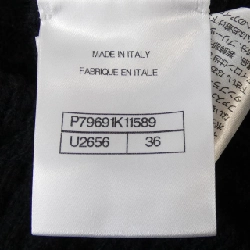 MADE IN ITALY
FABRIQUE EN ITALIE
P79691K11589
U2656 36